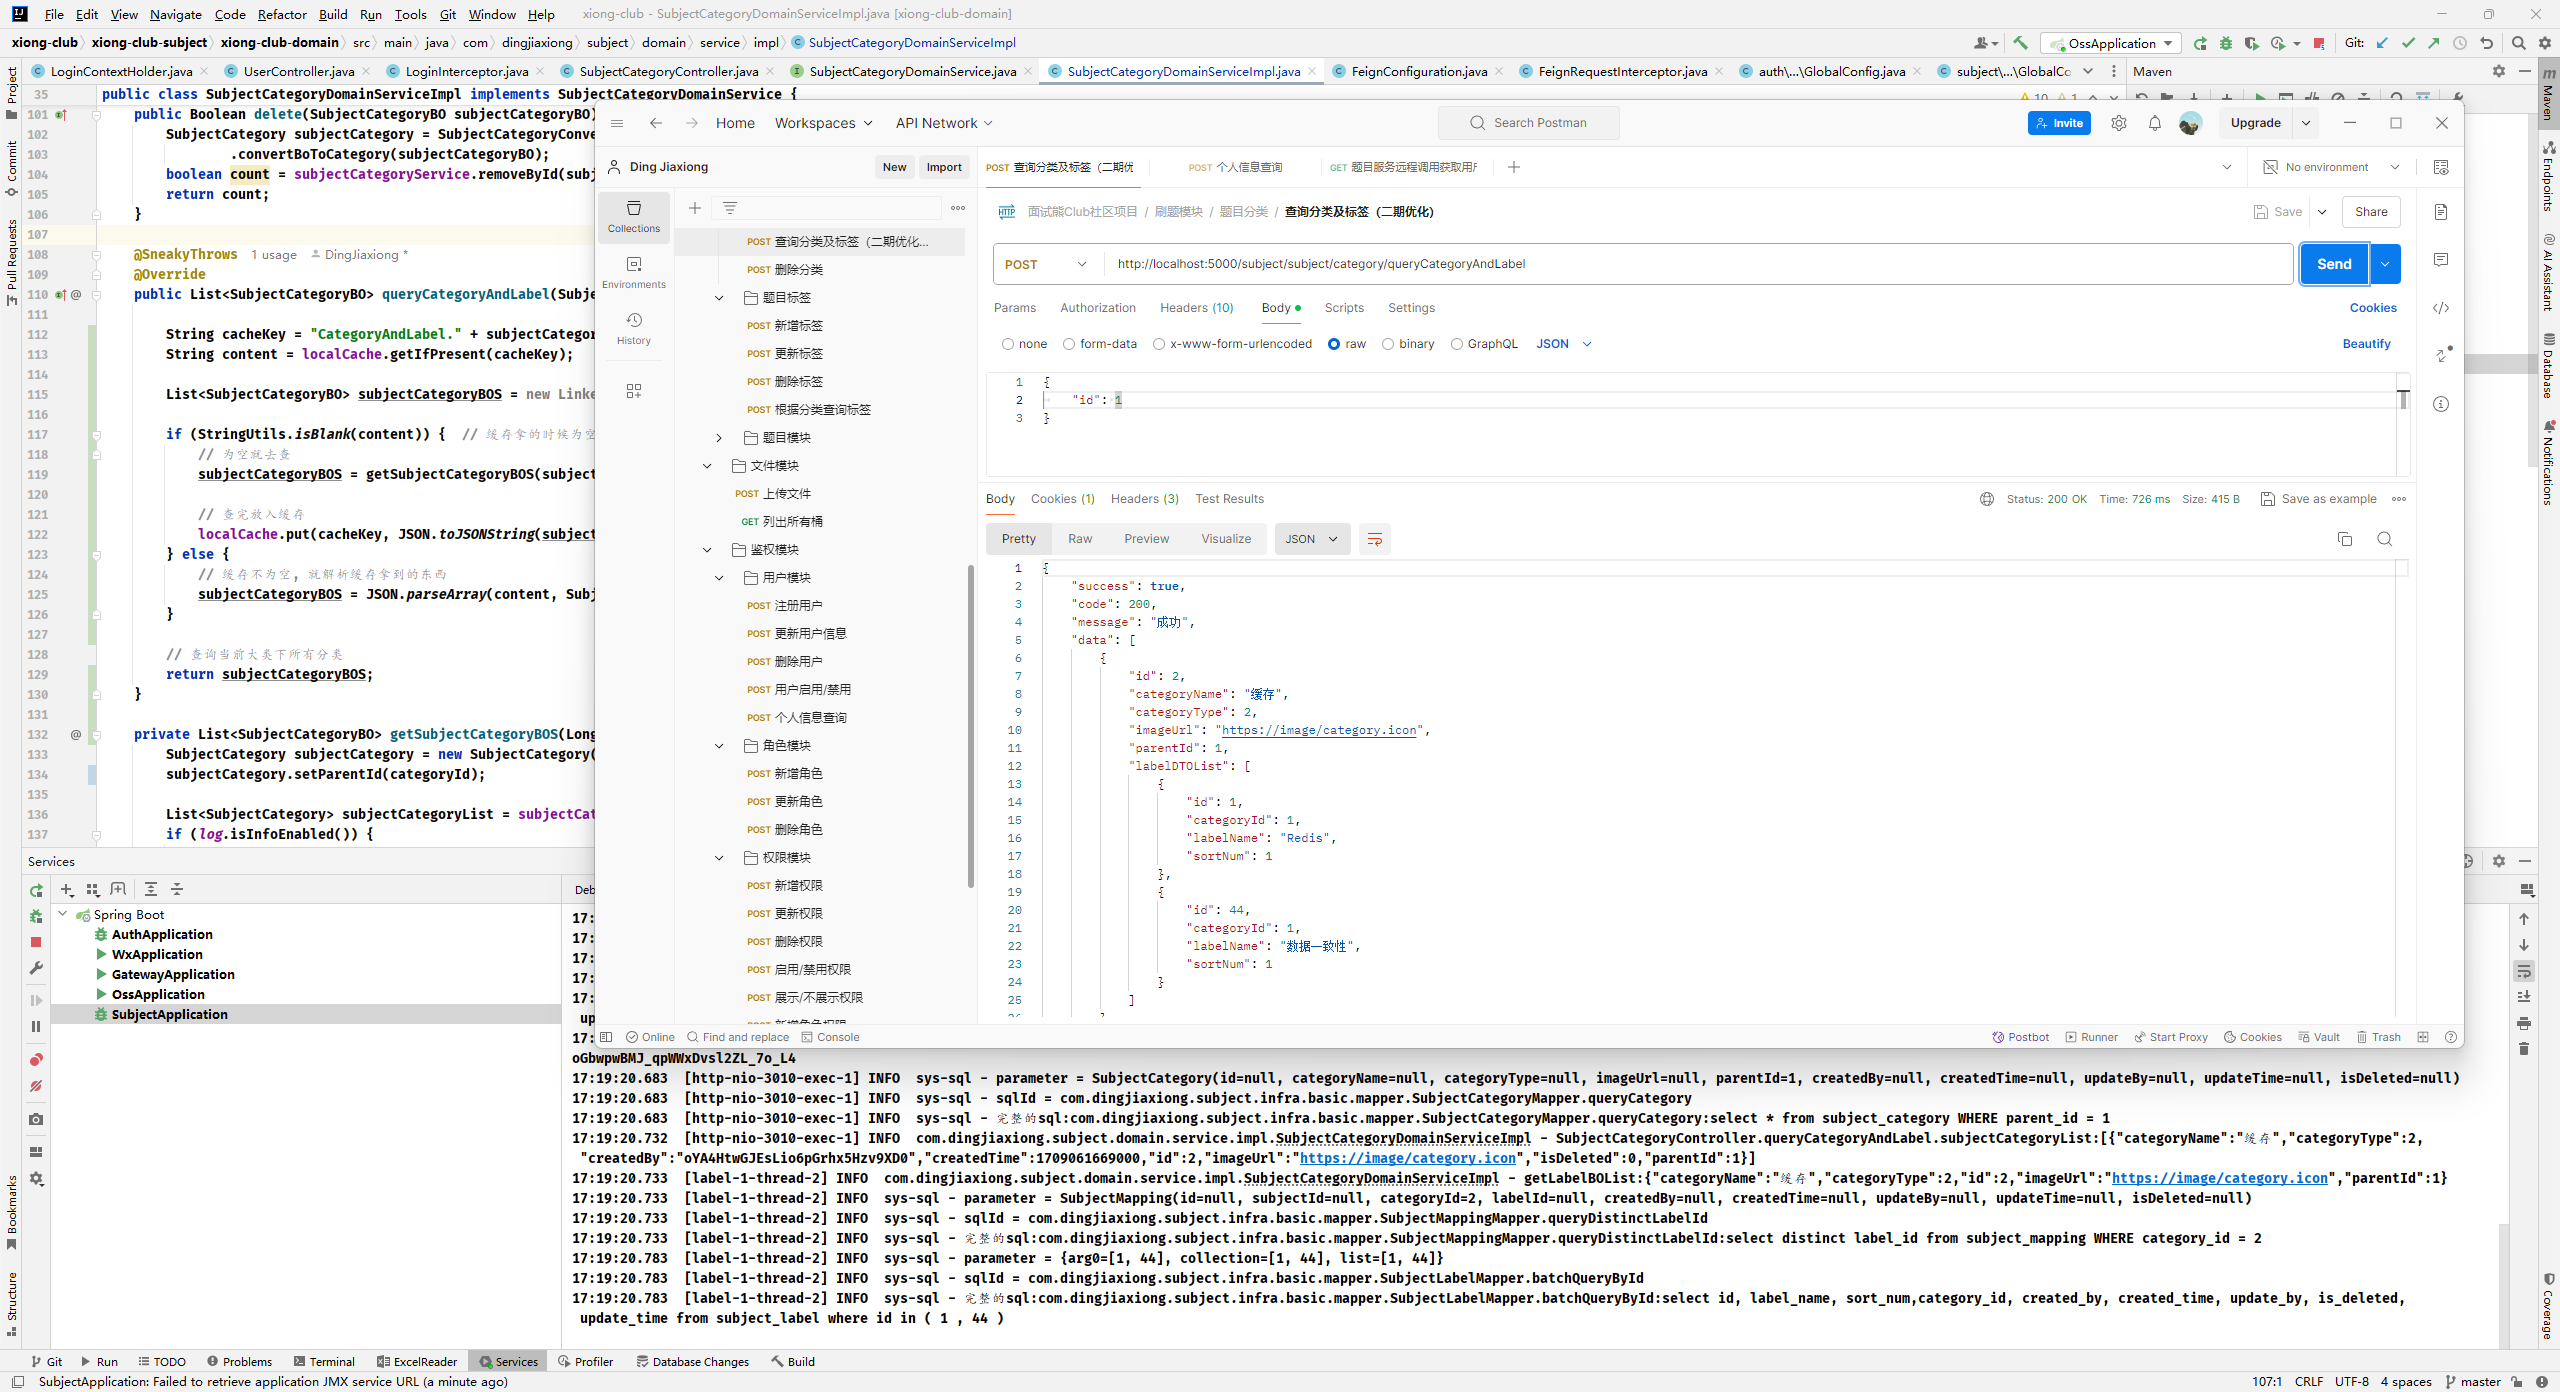 File Edit View Navigate Code Refactor Build Run Tools Git Window Help xiong-club - SubjectCategoryDomainServiceImpl.java [xiong-club-domain]
xiong-club xiong-club-subject xiong-club-domain src main java com dingjiaxiong subject domain service impl SubjectCategoryDomainServiceImpl OssApplication Git:
LoginContextHolder.java UserController.java LoginInterceptor.java SubjectCategoryController.java SubjectCategoryDomainService.java SubjectCategoryDomainServiceImpl.java FeignConfiguration.java FeignRequestInterceptor.java auth\...\GlobalConfig.java subject\...\GlobalCo Maven
Project
Commit
Pull Requests
Bookmarks
Structure
35 public class SubjectCategoryDomainServiceImpl implements SubjectCategoryDomainService {
101 public Boolean delete(SubjectCategoryBO subjectCategoryBO)
102 SubjectCategory subjectCategory = SubjectCategoryConve
103 .convertBoToCategory(subjectCategoryBO);
104 boolean count = subjectCategoryService.removeById(subj
105 return count;
106 }
107
108 @SneakyThrows 1 usage DingJiaxiong *
109 @Override
110 public List<SubjectCategoryBO> queryCategoryAndLabel(Subje
111
112 String cacheKey = "CategoryAndLabel." + subjectCategor
113 String content = localCache.getIfPresent(cacheKey);
114
115 List<SubjectCategoryBO> subjectCategoryBOS = new Linke
116
117 if (StringUtils.isBlank(content)) { // 缓存拿的时候为空
118 // 为空就去查
119 subjectCategoryBOS = getSubjectCategoryBOS(subject
120
121 // 查完放入缓存
122 localCache.put(cacheKey, JSON.toJSONString(subject
123 } else {
124 // 缓存不为空, 就解析缓存拿到的东西
125 subjectCategoryBOS = JSON.parseArray(content, Subj
126 }
127
128 // 查询当前大类下所有分类
129 return subjectCategoryBOS;
130 }
131
132 private List<SubjectCategoryBO> getSubjectCategoryBOS(Long
133 SubjectCategory subjectCategory = new SubjectCategory(
134 subjectCategory.setParentId(categoryId);
135
136 List<SubjectCategory> subjectCategoryList = subjectCat
137 if (log.isInfoEnabled()) {
Home Workspaces API Network Search Postman Invite Upgrade
Ding Jiaxiong New Import
Collections
Environments
History
POST 查询分类及标签（二期优化...
POST 删除分类
题目标签
POST 新增标签
POST 更新标签
POST 删除标签
POST 根据分类查询标签
题目模块
文件模块
POST 上传文件
GET 列出所有桶
鉴权模块
用户模块
POST 注册用户
POST 更新用户信息
POST 删除用户
POST 用户启用/禁用
POST 个人信息查询
角色模块
POST 新增角色
POST 更新角色
POST 删除角色
权限模块
POST 新增权限
POST 更新权限
POST 删除权限
POST 启用/禁用权限
POST 展示/不展示权限
POST 查询分类及标签（二期优 POST 个人信息查询 GET 题目服务远程调用获取用户 No environment
HTTP 面试熊Club社区项目 / 刷题模块 / 题目分类 / 查询分类及标签（二期优化） Save Share
POST http://localhost:5000/subject/subject/category/queryCategoryAndLabel Send
Params Authorization Headers (10) Body Scripts Settings Cookies
none form-data x-www-form-urlencoded raw binary GraphQL JSON Beautify
1 {
2 "id": 1
3 }
Body Cookies (1) Headers (3) Test Results Status: 200 OK Time: 726 ms Size: 415 B Save as example
Pretty Raw Preview Visualize JSON
1 {
2 "success": true,
3 "code": 200,
4 "message": "成功",
5 "data": [
6 {
7 "id": 2,
8 "categoryName": "缓存",
9 "categoryType": 2,
10 "imageUrl": "https://image/category.icon",
11 "parentId": 1,
12 "labelDTOList": [
13 {
14 "id": 1,
15 "categoryId": 1,
16 "labelName": "Redis",
17 "sortNum": 1
18 },
19 {
20 "id": 44,
21 "categoryId": 1,
22 "labelName": "数据一致性",
23 "sortNum": 1
24 }
25 ]
Online Find and replace Console Postbot Runner Start Proxy Cookies Vault Trash
Maven
Endpoints
AI Assistant
Database
Notifications
Coverage
Services
Spring Boot
AuthApplication
WxApplication
GatewayApplication
OssApplication
SubjectApplication
Deb
17:
17:
17:
17:
17:
up
17:
oGbwpwBMJ_qpWWxDvsl2ZL_7o_L4
17:19:20.683 [http-nio-3010-exec-1] INFO sys-sql - parameter = SubjectCategory(id=null, categoryName=null, categoryType=null, imageUrl=null, parentId=1, createdBy=null, createdTime=null, updateBy=null, updateTime=null, isDeleted=null)
17:19:20.683 [http-nio-3010-exec-1] INFO sys-sql - sqlId = com.dingjiaxiong.subject.infra.basic.mapper.SubjectCategoryMapper.queryCategory
17:19:20.683 [http-nio-3010-exec-1] INFO sys-sql - 完整的sql:com.dingjiaxiong.subject.infra.basic.mapper.SubjectCategoryMapper.queryCategory:select * from subject_category WHERE parent_id = 1
17:19:20.732 [http-nio-3010-exec-1] INFO com.dingjiaxiong.subject.domain.service.impl.SubjectCategoryDomainServiceImpl - SubjectCategoryController.queryCategoryAndLabel.subjectCategoryList:[{"categoryName":"缓存","categoryType":2,
"createdBy":"oYA4HtwGJEsLio6pGrhx5Hzv9XD0","createdTime":1709061669000,"id":2,"imageUrl":"https://image/category.icon","isDeleted":0,"parentId":1}]
17:19:20.733 [label-1-thread-2] INFO com.dingjiaxiong.subject.domain.service.impl.SubjectCategoryDomainServiceImpl - getLabelBOList:{"categoryName":"缓存","categoryType":2,"id":2,"imageUrl":"https://image/category.icon","parentId":1}
17:19:20.733 [label-1-thread-2] INFO sys-sql - parameter = SubjectMapping(id=null, subjectId=null, categoryId=2, labelId=null, createdBy=null, createdTime=null, updateBy=null, updateTime=null, isDeleted=null)
17:19:20.733 [label-1-thread-2] INFO sys-sql - sqlId = com.dingjiaxiong.subject.infra.basic.mapper.SubjectMappingMapper.queryDistinctLabelId
17:19:20.733 [label-1-thread-2] INFO sys-sql - 完整的sql:com.dingjiaxiong.subject.infra.basic.mapper.SubjectMappingMapper.queryDistinctLabelId:select distinct label_id from subject_mapping WHERE category_id = 2
17:19:20.783 [label-1-thread-2] INFO sys-sql - parameter = {arg0=[1, 44], collection=[1, 44], list=[1, 44]}
17:19:20.783 [label-1-thread-2] INFO sys-sql - sqlId = com.dingjiaxiong.subject.infra.basic.mapper.SubjectLabelMapper.batchQueryById
17:19:20.783 [label-1-thread-2] INFO sys-sql - 完整的sql:com.dingjiaxiong.subject.infra.basic.mapper.SubjectLabelMapper.batchQueryById:select id, label_name, sort_num,category_id, created_by, created_time, update_by, is_deleted,
update_time from subject_label where id in ( 1 , 44 )
Git Run TODO Problems Terminal ExcelReader Services Profiler Database Changes Build
SubjectApplication: Failed to retrieve application JMX service URL (a minute ago) 107:1 CRLF UTF-8 4 spaces master